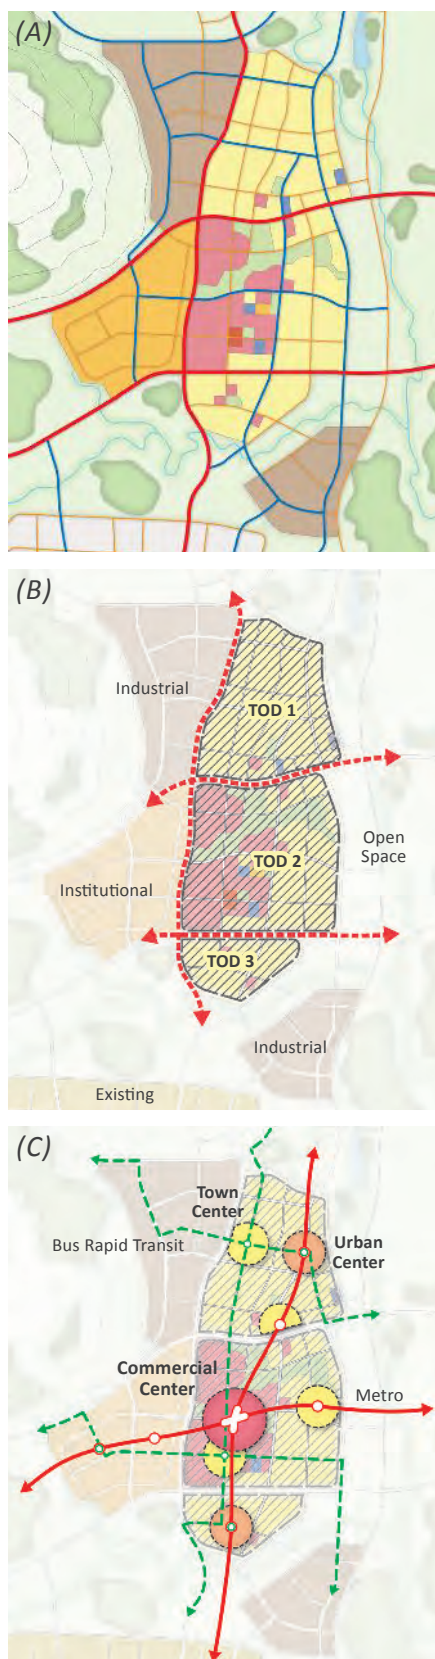 (A)
(B)
Industrial
TOD 1
Open
Space
TOD 2
Institutional
TOD 3
Industrial
Existing
(C)
Town
Center
Bus Rapid Transit
Urban
Center
Commercial
Center
Metro